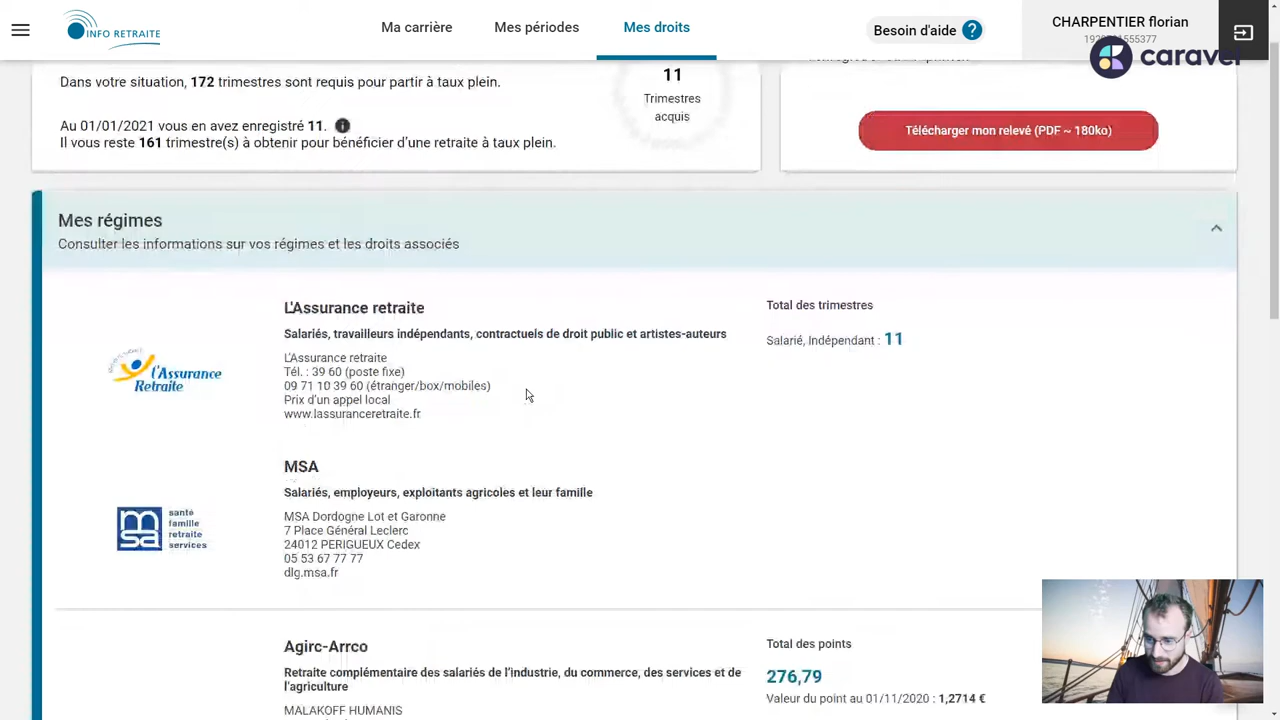 INFO RETRAITE
Ma carrière
Mes périodes
Mes droits
Besoin d'aide ?
CHARPENTIER florian
caravel
Dans votre situation, 172 trimestres sont requis pour partir à taux plein.
Au 01/01/2021 vous en avez enregistré 11.
Il vous reste 161 trimestre(s) à obtenir pour bénéficier d'une retraite à taux plein.
11
Trimestres
acquis
Télécharger mon relevé (PDF ~ 180ko)
Mes régimes
Consulter les informations sur vos régimes et les droits associés
l'Assurance
Retraite
L'Assurance retraite
Salariés, travailleurs indépendants, contractuels de droit public et artistes-auteurs
L'Assurance retraite
Tél. : 39 60 (poste fixe)
09 71 10 39 60 (étranger/box/mobiles)
Prix d'un appel local
www.lassuranceretraite.fr
Total des trimestres
Salarié, Indépendant : 11
msa
santé
famille
retraite
services
MSA
Salariés, employeurs, exploitants agricoles et leur famille
MSA Dordogne Lot et Garonne
7 Place Général Leclerc
24012 PERIGUEUX Cedex
05 53 67 77 77
dlg.msa.fr
Agirc-Arrco
Retraite complémentaire des salariés de l'industrie, du commerce, des services et de
l'agriculture
MALAKOFF HUMANIS
Total des points
276,79
Valeur du point au 01/11/2020 : 1,2714 €